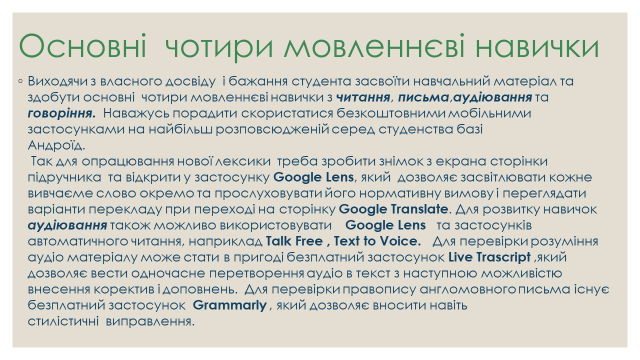 Основні чотири мовленнєві навички
◦ Виходячи з власного досвіду і бажання студента засвоїти навчальний матеріал та
здобути основні чотири мовленнєві навички з читання, письма,аудіювання та
говоріння. Наважусь порадити скористатися безкоштовними мобільними
застосунками на найбільш розповсюдженій серед студенства базі
Андроїд.
Так для опрацювання нової лексики треба зробити знімок з екрана сторінки
підручника та відкрити у застосунку Google Lens, який дозволяє засвітлювати кожне
вивчаєме слово окремо та прослуховувати його нормативну вимову і переглядати
варіанти перекладу при переході на сторінку Google Translate. Для розвитку навичок
аудіювання також можливо використовувати Google Lens та застосунків
автоматичного читання, наприклад Talk Free , Text to Voice. Для перевірки розуміння
аудіо матеріалу може стати в пригоді безплатний застосунок Live Trascript ,який
дозволяє вести одночасне перетворення аудіо в текст з наступною можливістю
внесення коректив і доповнень. Для перевірки правопису англомовного письма існує
безплатний застосунок Grammarly , який дозволяє вносити навіть
стилістичні виправлення.